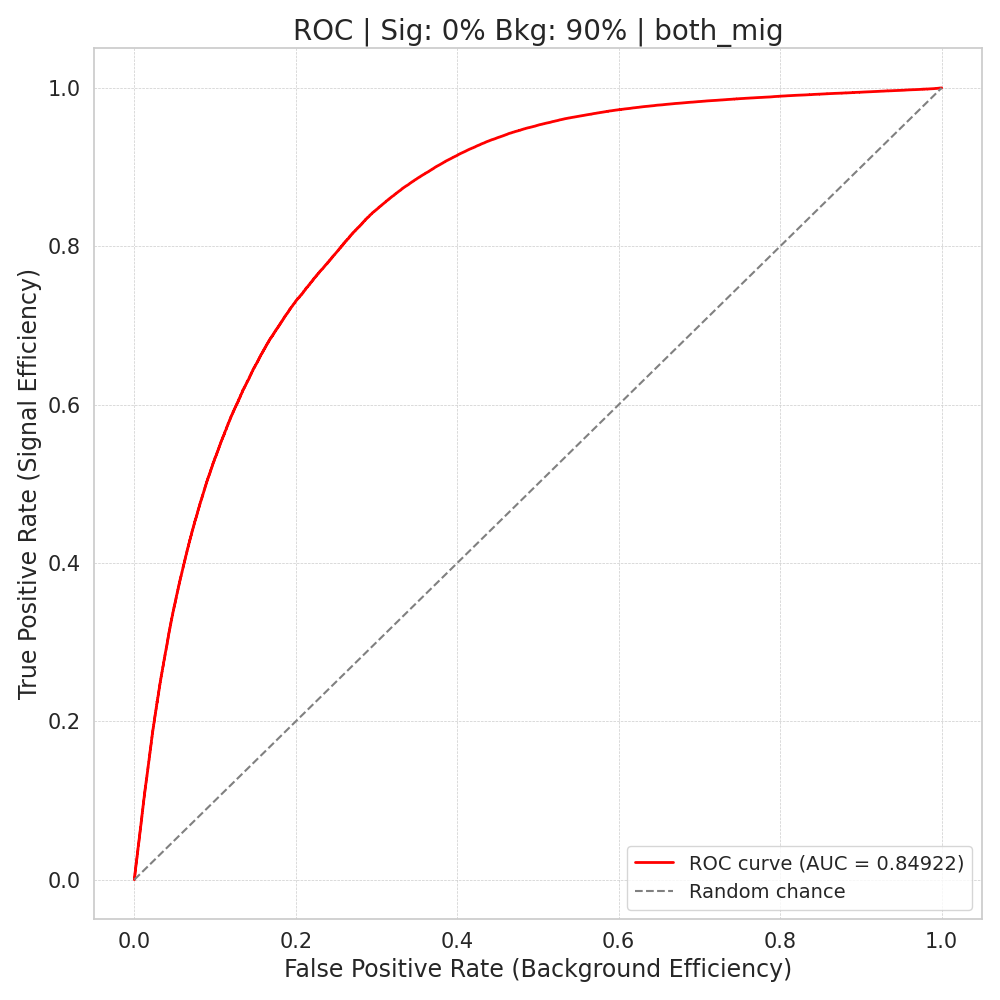 ROC | Sig: 0% Bkg: 90% | both_mig
True Positive Rate (Signal Efficiency)
1.0
0.8
0.6
0.4
0.2
0.0
ROC curve (AUC = 0.84922)
Random chance
0.0 0.2 0.4 0.6 0.8 1.0
False Positive Rate (Background Efficiency)